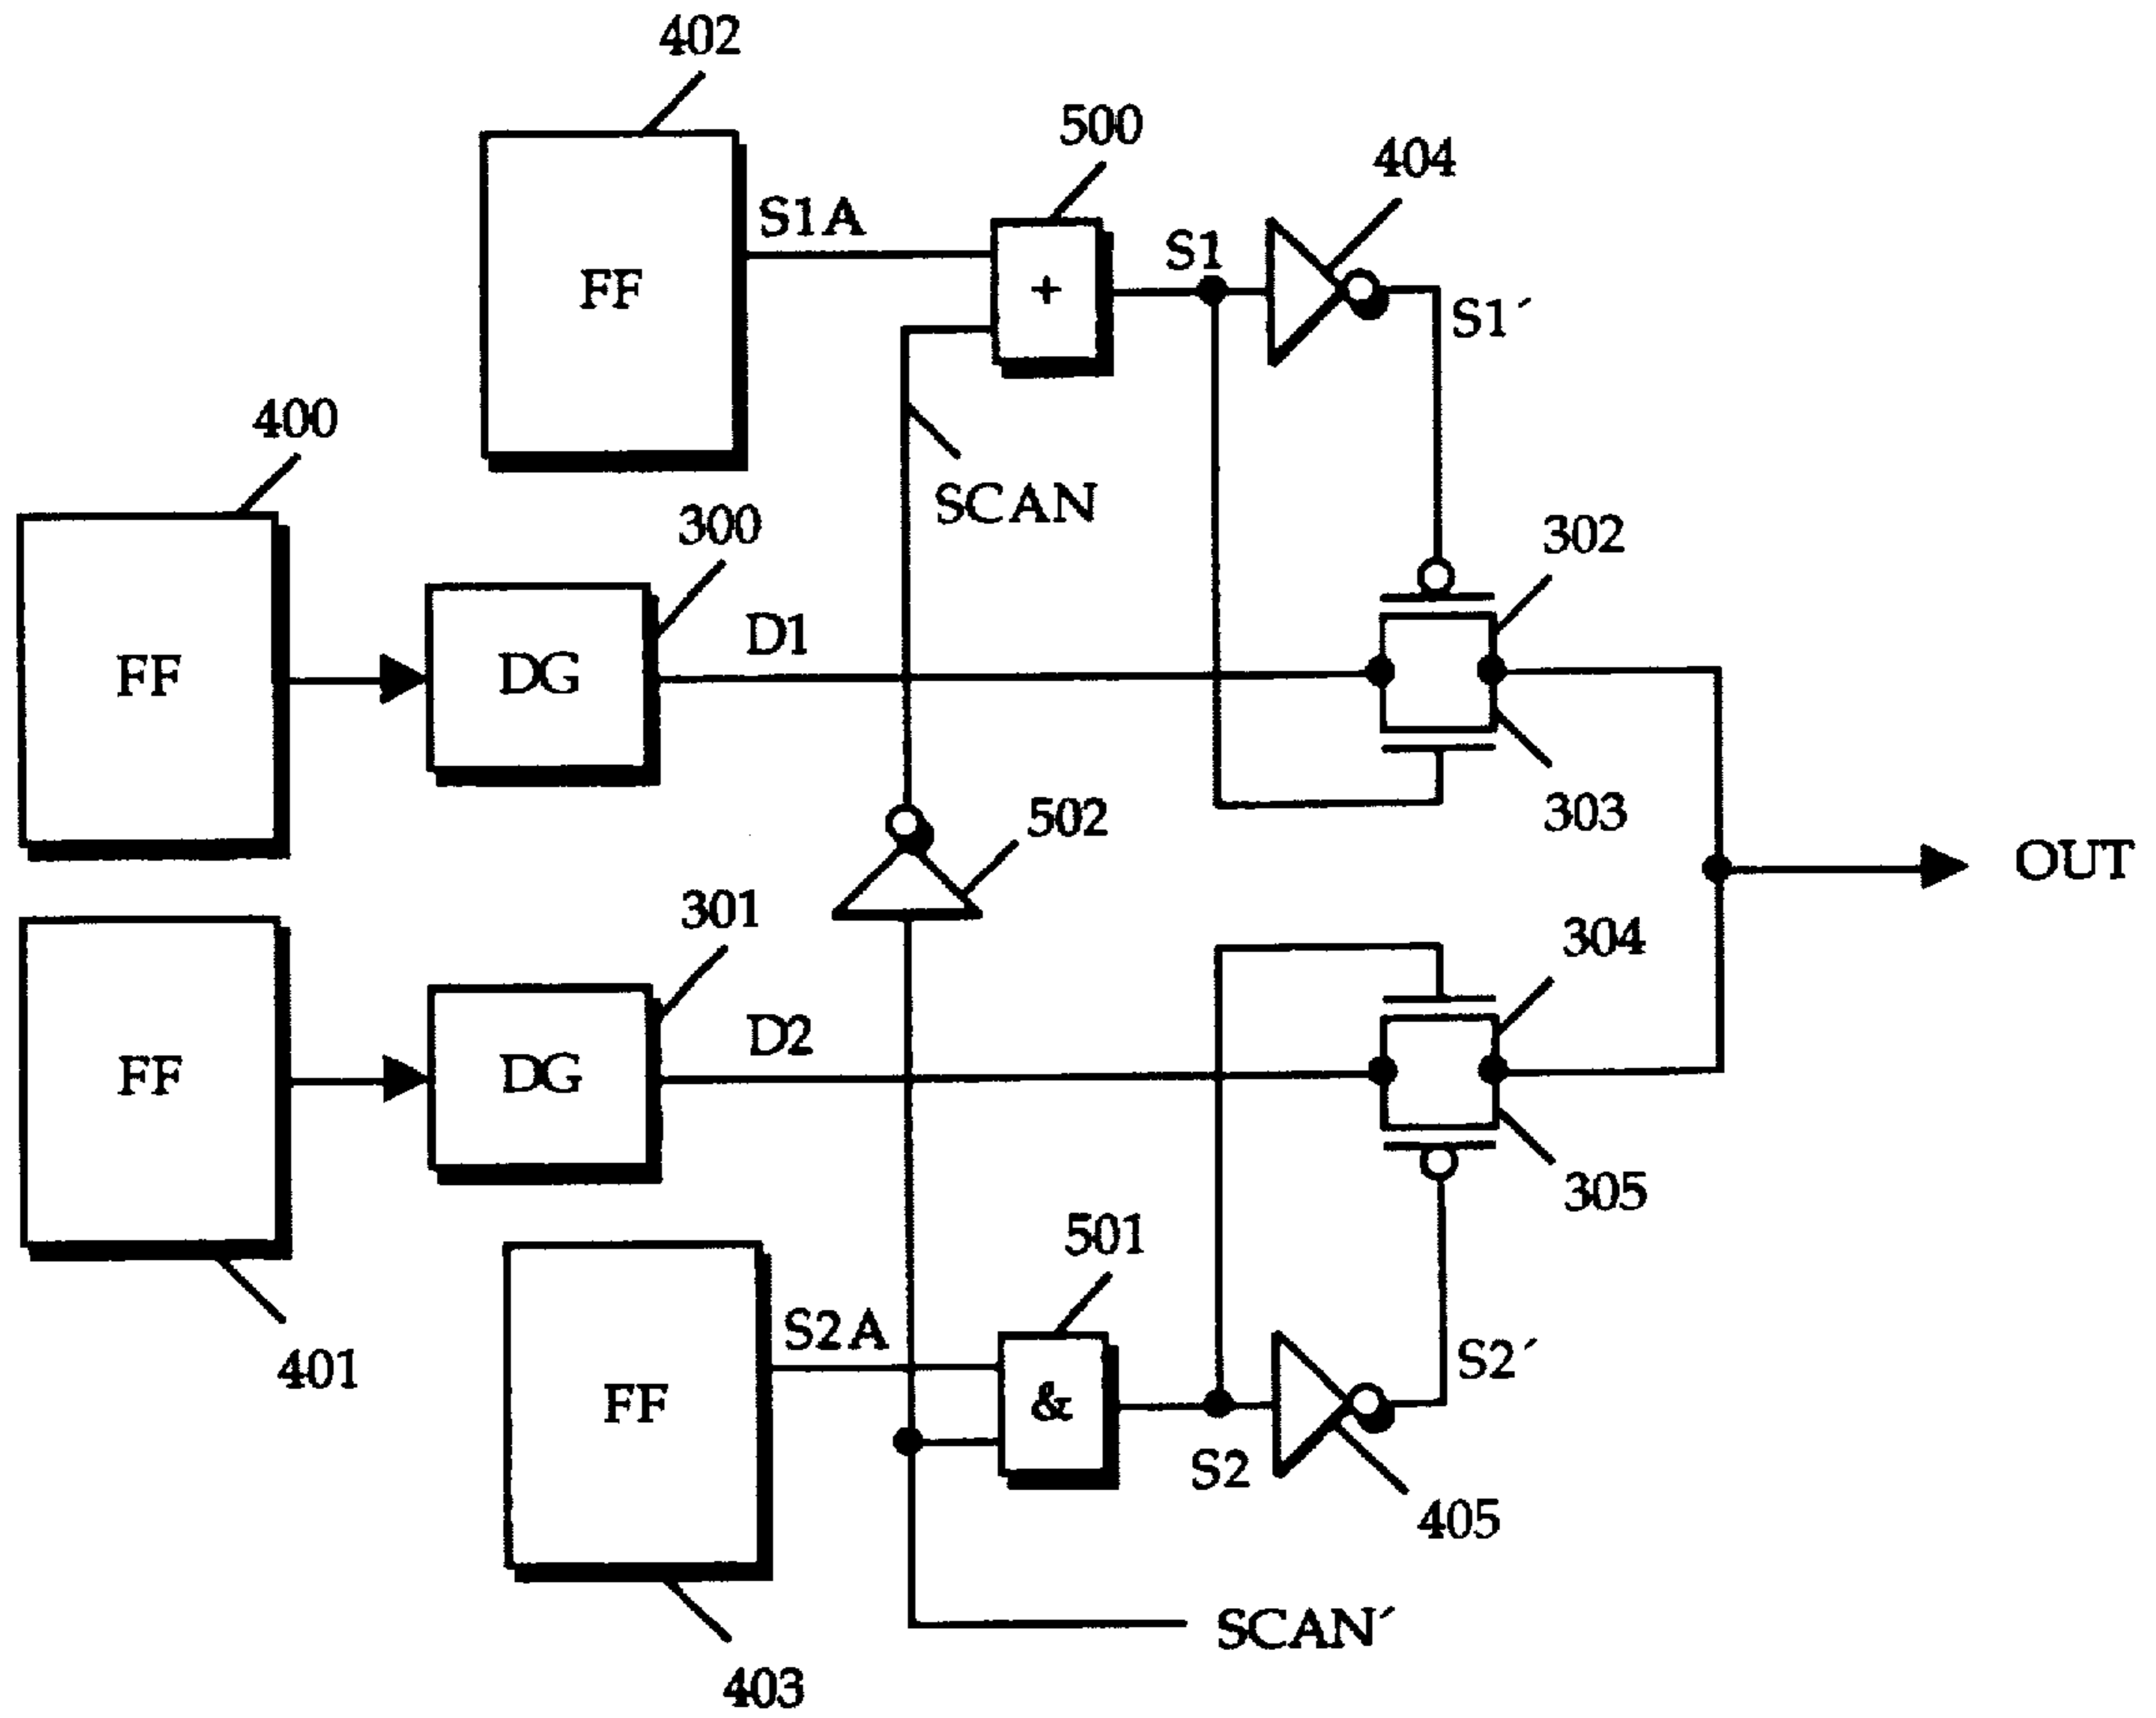 402
500
404
S1A
S1
FF
+
S1´
400
SCAN
300
302
D1
FF
DG
502
303
OUT
301
304
D2
FF
DG
305
501
S2A
S2´
401
FF
&
S2
405
SCAN´
403